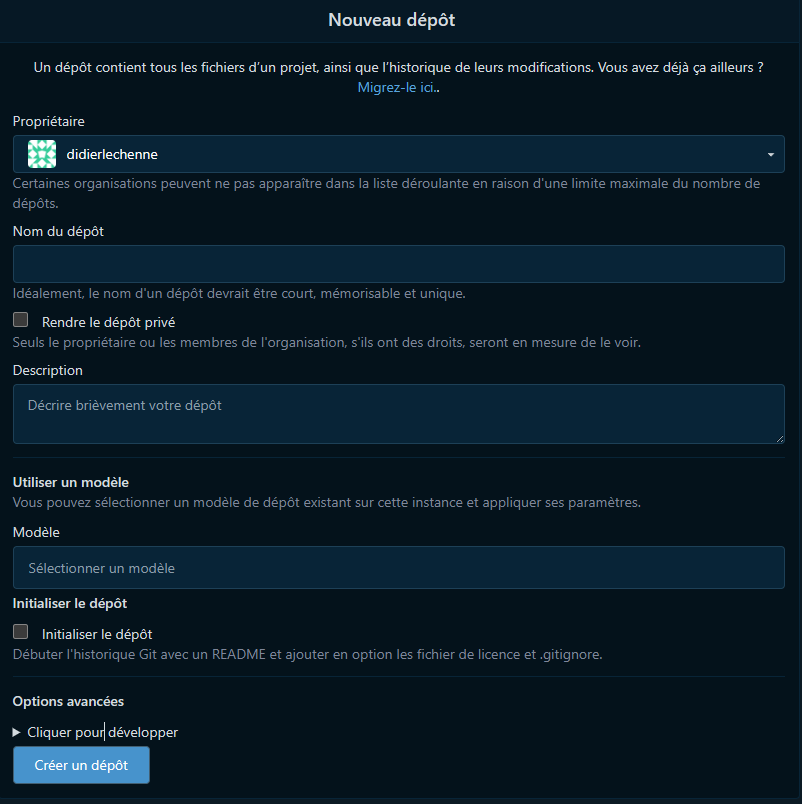 Nouveau dépôt
Un dépôt contient tous les fichiers d’un projet, ainsi que l’historique de leurs modifications. Vous avez déjà ça ailleurs ?
Migrez-le ici..
Propriétaire
didierlechenne
Certaines organisations peuvent ne pas apparaître dans la liste déroulante en raison d'une limite maximale du nombre de
dépôts.
Nom du dépôt
Idéalement, le nom d'un dépôt devrait être court, mémorisable et unique.
Rendre le dépôt privé
Seuls le propriétaire ou les membres de l'organisation, s'ils ont des droits, seront en mesure de le voir.
Description
Décrire brièvement votre dépôt
Utiliser un modèle
Vous pouvez sélectionner un modèle de dépôt existant sur cette instance et appliquer ses paramètres.
Modèle
Sélectionner un modèle
Initialiser le dépôt
Initialiser le dépôt
Débuter l'historique Git avec un README et ajouter en option les fichier de licence et .gitignore.
Options avancées
Cliquer pour développer
Créer un dépôt